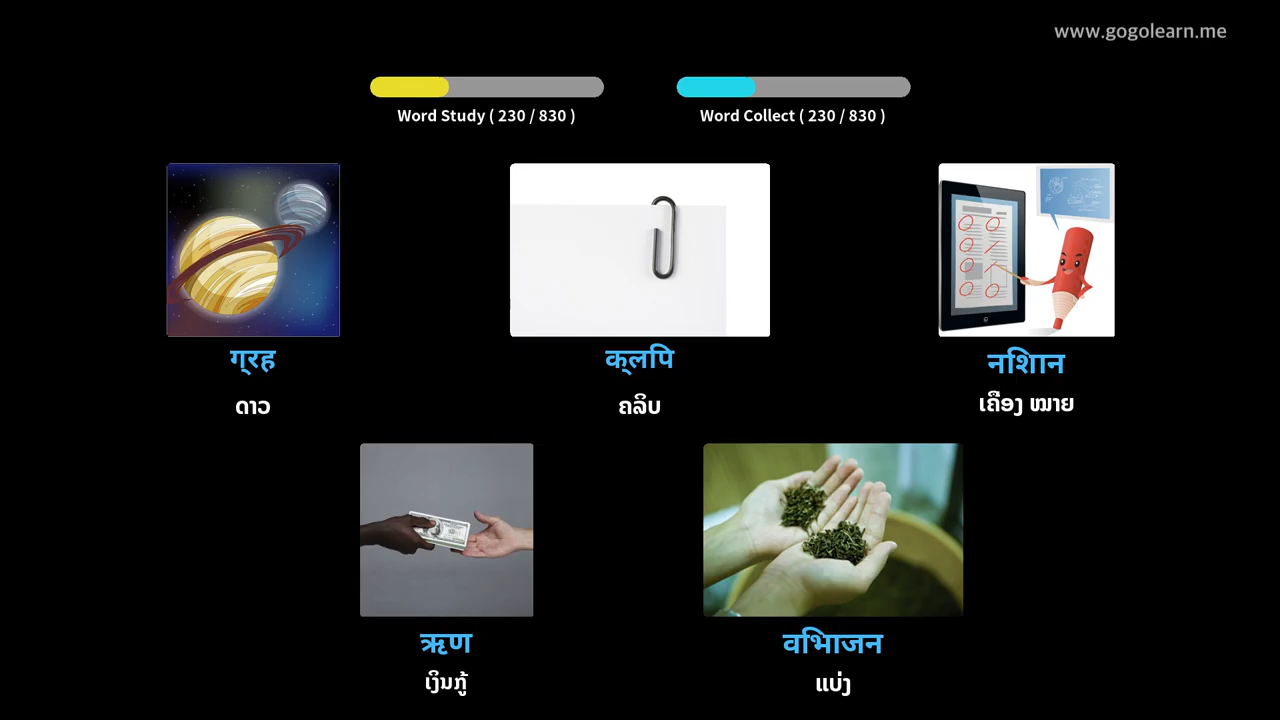 www.gogolearn.me
Word Study ( 230 / 830 )
Word Collect ( 230 / 830 )
ग्रह
ດາວ
क्लपि
ຄລິບ
नशिान
ເຄືອງ ໝາຍ
ऋण
ເງິນກູ້
वभिाजन
ແບ່ງ